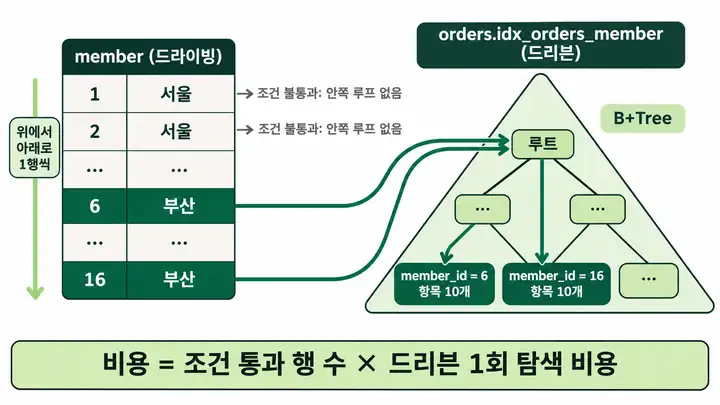 member (드라이빙)
1 서울
2 서울
... ...
6 부산
... ...
16 부산
위에서
아래로
1행씩
→ 조건 불통과: 안쪽 루프 없음
→ 조건 불통과: 안쪽 루프 없음
orders.idx_orders_member
(드리븐)
B+Tree
루트
...
...
member_id = 6
항목 10개
member_id = 16
항목 10개
...
비용 = 조건 통과 행 수 × 드리븐 1회 탐색 비용